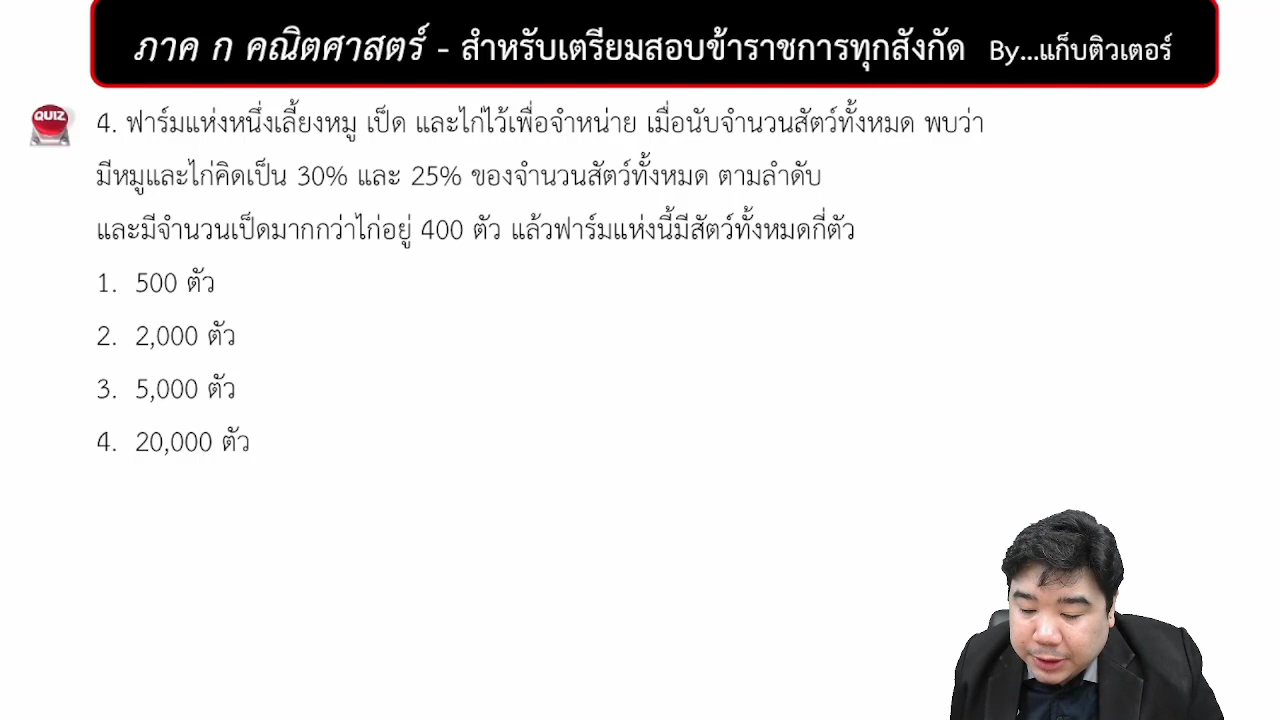 ภาค ก คณิตศาสตร์ - สำหรับเตรียมสอบข้าราชการทุกสังกัด By...แก็บติวเตอร์
QUIZ
4. ฟาร์มแห่งหนึ่งเลี้ยงหมู เป็ด และไก่ไว้เพื่อจำหน่าย เมื่อนับจำนวนสัตว์ทั้งหมด พบว่า
มีหมูและไก่คิดเป็น 30% และ 25% ของจำนวนสัตว์ทั้งหมด ตามลำดับ
และมีจำนวนเป็ดมากกว่าไก่อยู่ 400 ตัว แล้วฟาร์มแห่งนี้มีสัตว์ทั้งหมดกี่ตัว
1. 500 ตัว
2. 2,000 ตัว
3. 5,000 ตัว
4. 20,000 ตัว